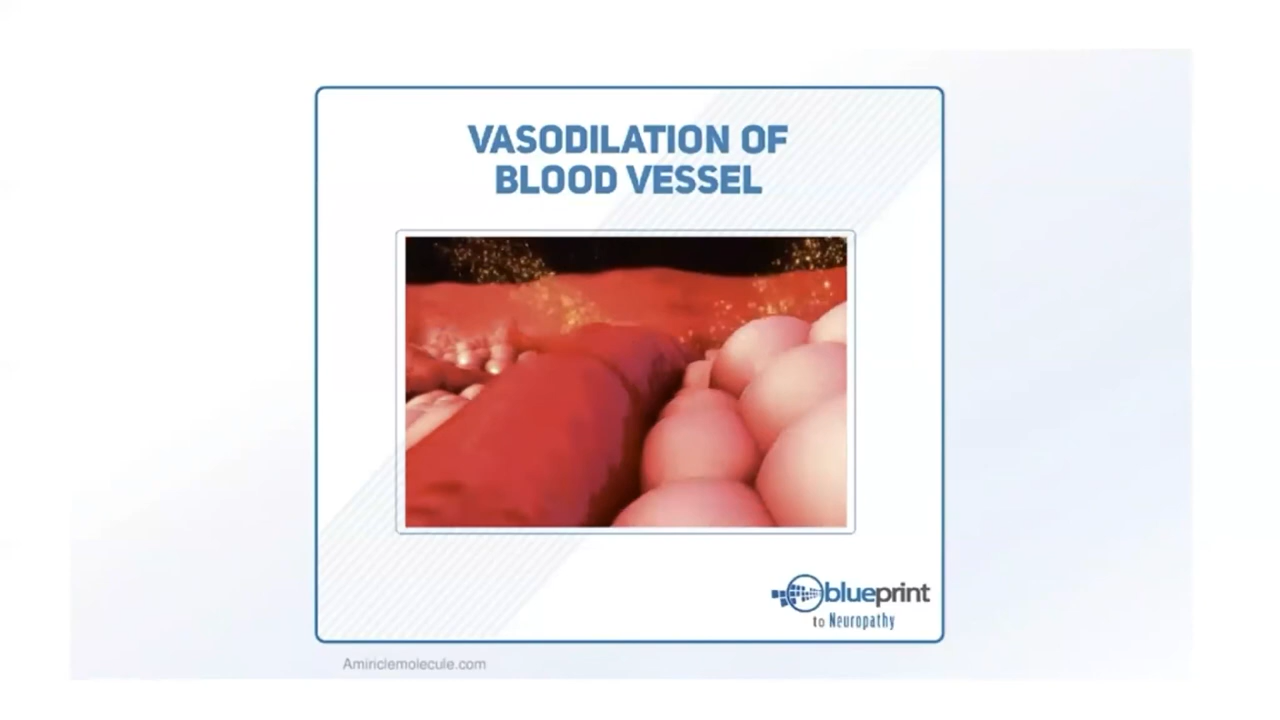 VASODILATION OF
BLOOD VESSEL
blueprint
to Neuropathy
Amiriclemolecule.com